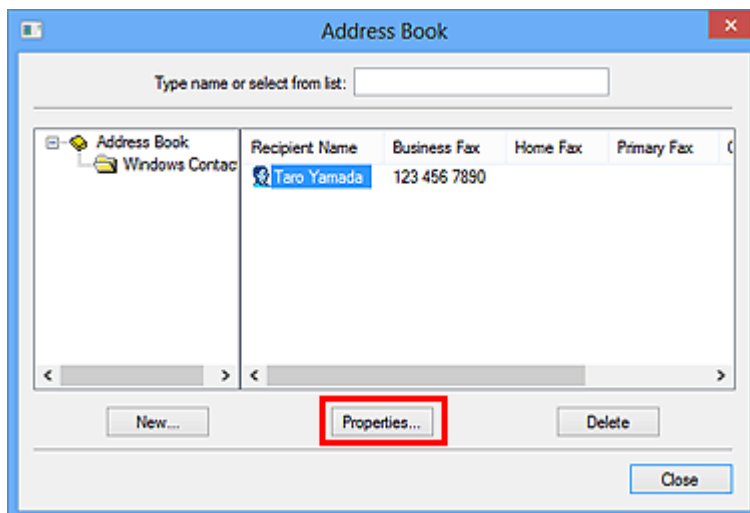 Address Book
Type name or select from list:
Address Book
Windows Contac
Recipient Name Business Fax Home Fax Primary Fax
Taro Yamada 123 456 7890
New... Properties... Delete
Close